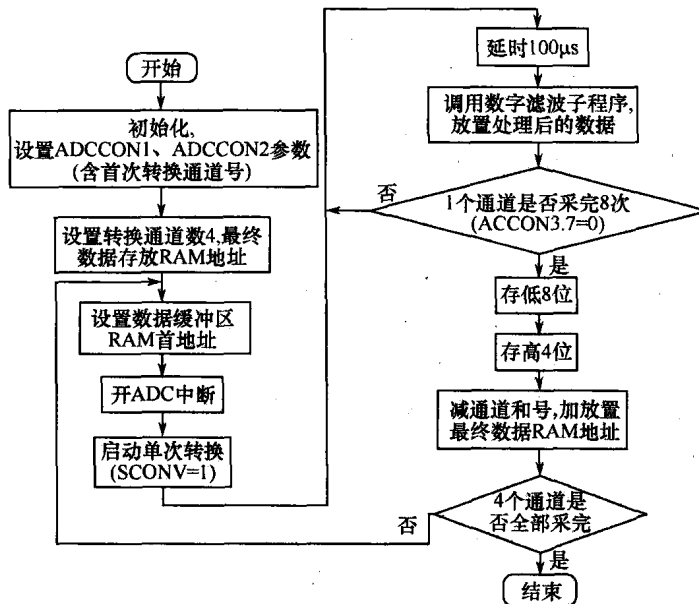 开始
初始化,
设置ADCCON1、ADCCON2参数
(含首次转换通道号)
设置转换通道数4,最终
数据存放RAM地址
设置数据缓冲区
RAM首地址
开ADC中断
启动单次转换
(SCONV=1)
延时100μs
调用数字滤波子程序,
放置处理后的数据
否
1个通道是否采完8次
(ACCON3.7=0)
是
存低8位
存高4位
减通道和号,加放置
最终数据RAM地址
否
4个通道是
否全部采完
是
结束